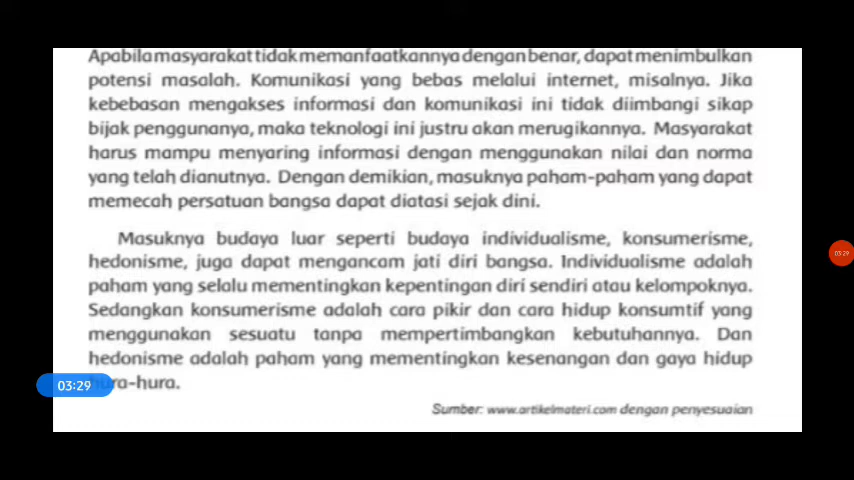 Apabila masyarakat tidak memanfaatkannya dengan benar, dapat menimbulkan
potensi masalah. Komunikasi yang bebas melalui internet, misalnya. Jika
kebebasan mengakses informasi dan komunikasi ini tidak diimbangi sikap
bijak penggunanya, maka teknologi ini justru akan merugikannya. Masyarakat
harus mampu menyaring informasi dengan menggunakan nilai dan norma
yang telah dianutnya. Dengan demikian, masuknya paham-paham yang dapat
memecah persatuan bangsa dapat diatasi sejak dini.
Masuknya budaya luar seperti budaya individualisme, konsumerisme,
hedonisme, juga dapat mengancam jati diri bangsa. Individualisme adalah
paham yang selalu mementingkan kepentingan diri sendiri atau kelompoknya.
Sedangkan konsumerisme adalah cara pikir dan cara hidup konsumtif yang
menggunakan sesuatu tanpa mempertimbangkan kebutuhannya. Dan
hedonisme adalah paham yang mementingkan kesenangan dan gaya hidup
hura-hura.
03:29
03:29
Sumber: www.artikelmateri.com dengan penyesuaian